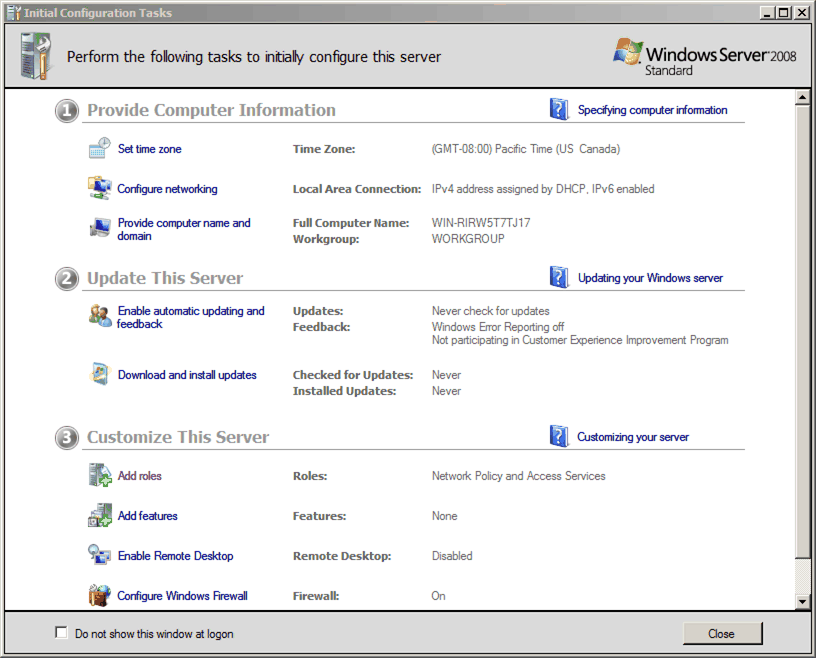 Initial Configuration Tasks
Perform the following tasks to initially configure this server
Windows Server 2008
Standard
1 Provide Computer Information
Specifying computer information
Set time zone Time Zone: (GMT-08:00) Pacific Time (US Canada)
Configure networking Local Area Connection: IPv4 address assigned by DHCP, IPv6 enabled
Provide computer name and Full Computer Name: WIN-RIRW5T7TJ17
domain Workgroup: WORKGROUP
2 Update This Server
Updating your Windows server
Enable automatic updating and Updates: Never check for updates
feedback Feedback: Windows Error Reporting off
Not participating in Customer Experience Improvement Program
Download and install updates Checked for Updates: Never
Installed Updates: Never
3 Customize This Server
Customizing your server
Add roles Roles: Network Policy and Access Services
Add features Features: None
Enable Remote Desktop Remote Desktop: Disabled
Configure Windows Firewall Firewall: On
Do not show this window at logon
Close